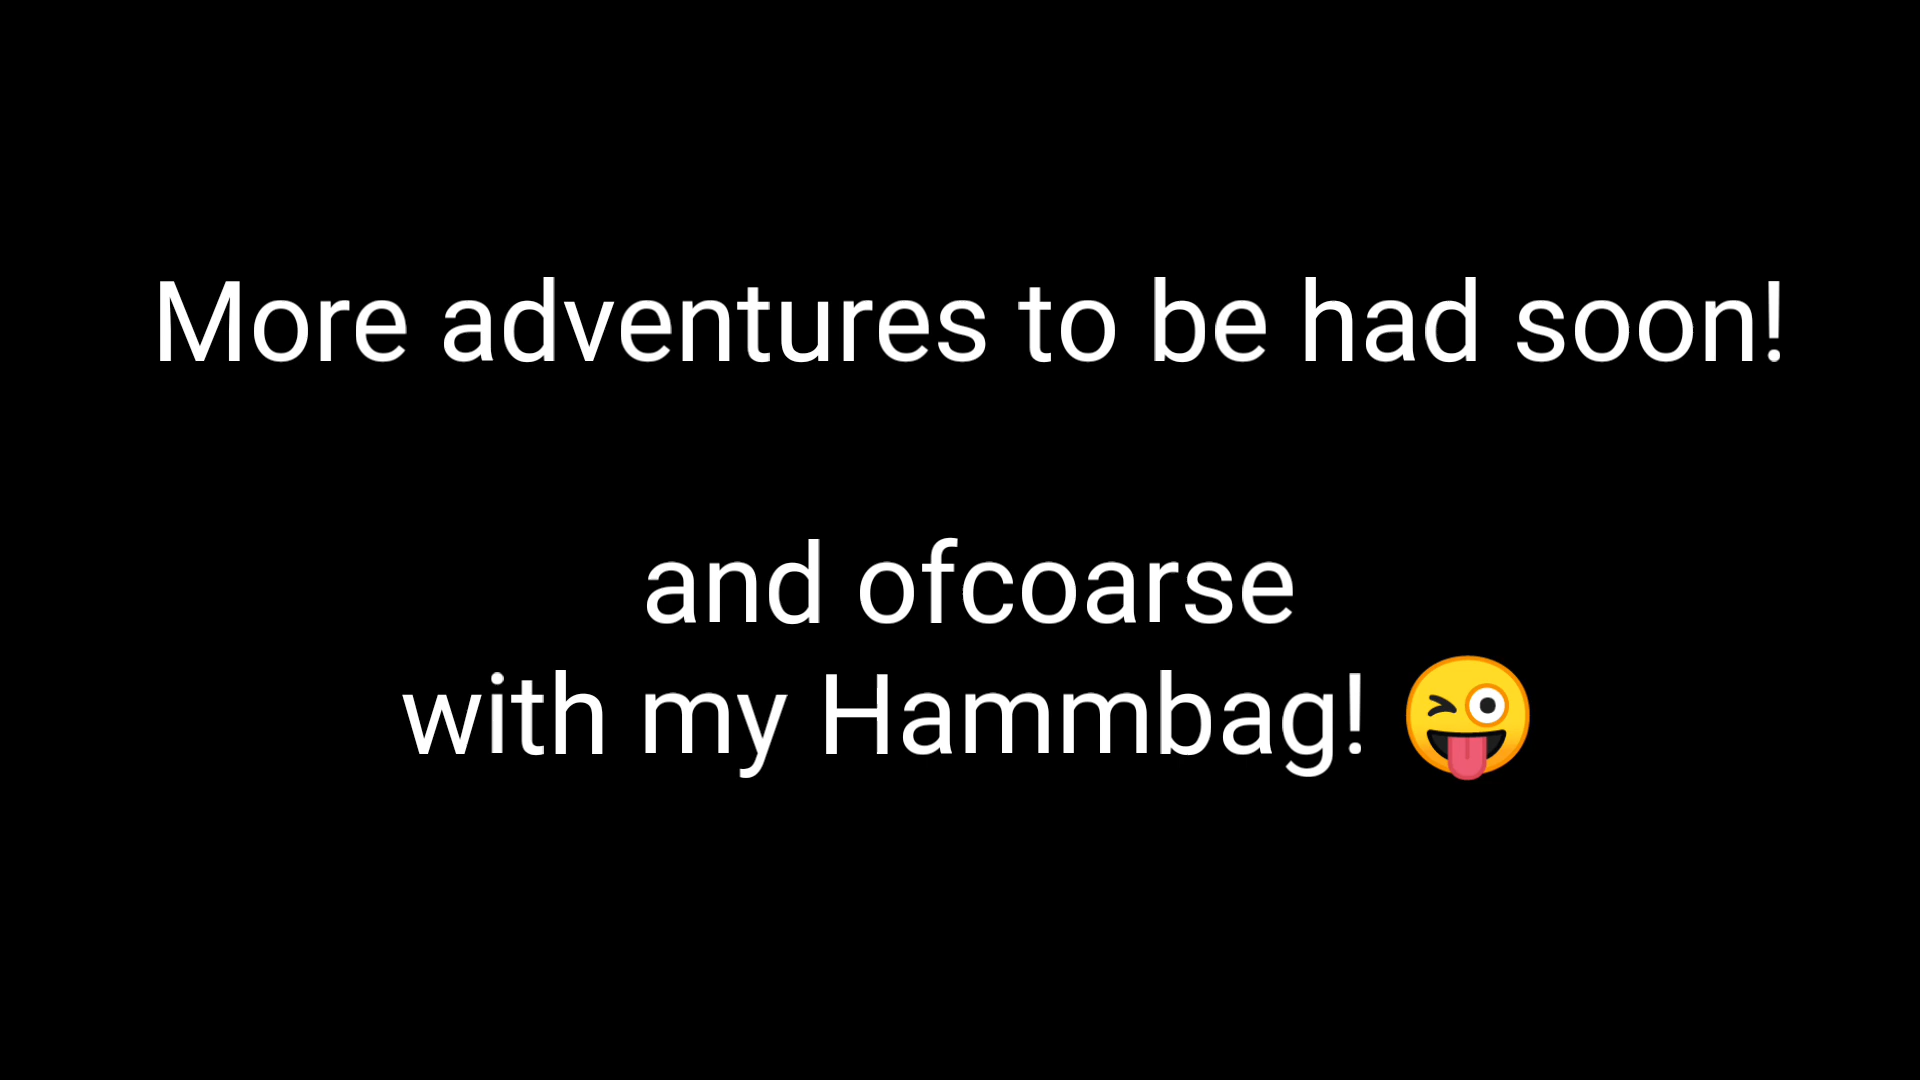 More adventures to be had soon!
and ofcoarse
with my Hammbag! 😜